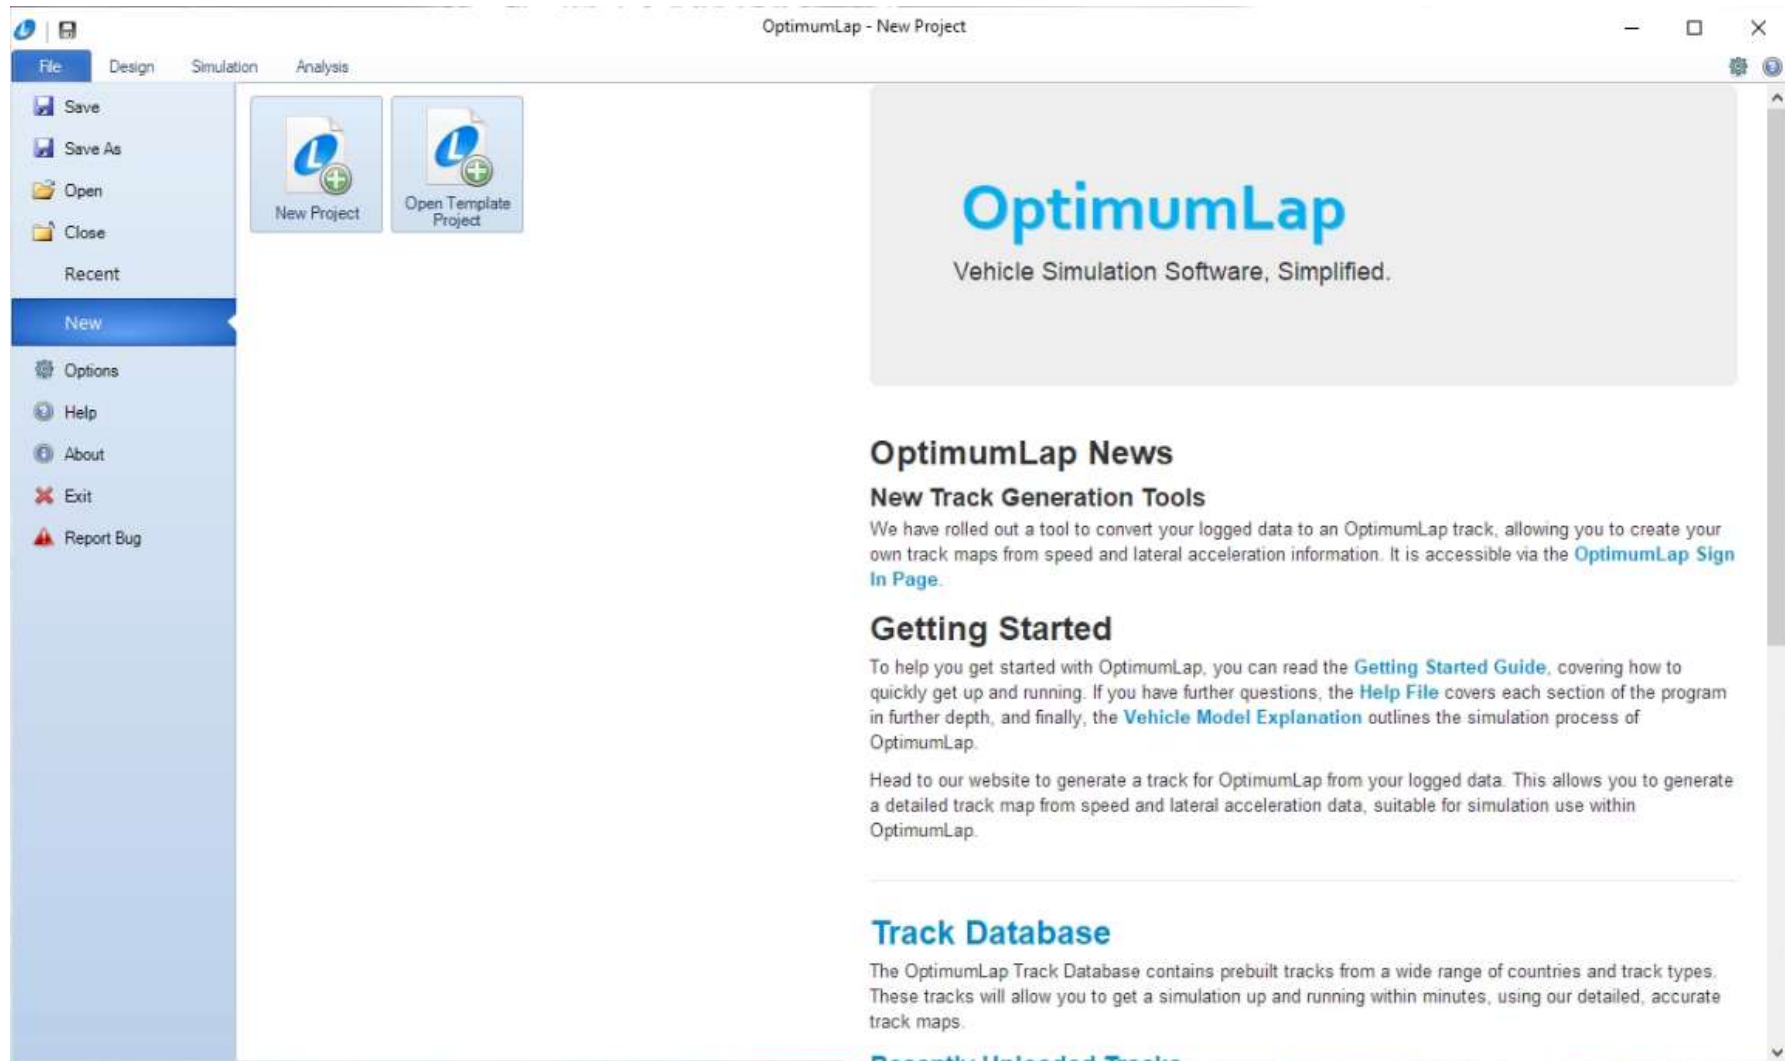 OptimumLap - New Project
File Design Simulation Analysis
Save
Save As
Open
Close
Recent
New
Options
Help
About
Exit
Report Bug
New Project
Open Template
Project
OptimumLap
Vehicle Simulation Software, Simplified.
OptimumLap News
New Track Generation Tools
We have rolled out a tool to convert your logged data to an OptimumLap track, allowing you to create your
own track maps from speed and lateral acceleration information. It is accessible via the OptimumLap Sign
In Page.
Getting Started
To help you get started with OptimumLap, you can read the Getting Started Guide, covering how to
quickly get up and running. If you have further questions, the Help File covers each section of the program
in further depth, and finally, the Vehicle Model Explanation outlines the simulation process of
OptimumLap.
Head to our website to generate a track for OptimumLap from your logged data. This allows you to generate
a detailed track map from speed and lateral acceleration data, suitable for simulation use within
OptimumLap.
Track Database
The OptimumLap Track Database contains prebuilt tracks from a wide range of countries and track types.
These tracks will allow you to get a simulation up and running within minutes, using our detailed, accurate
track maps.
Recently Uploaded Tracks